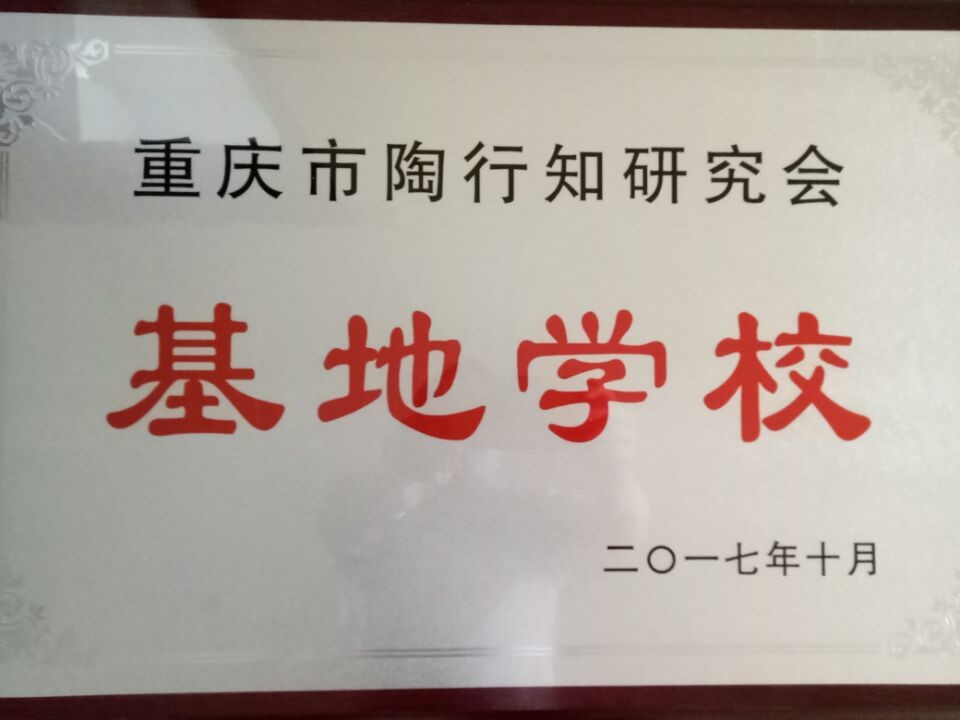 重庆市陶行知研究会
基地学校
二〇一七年十月